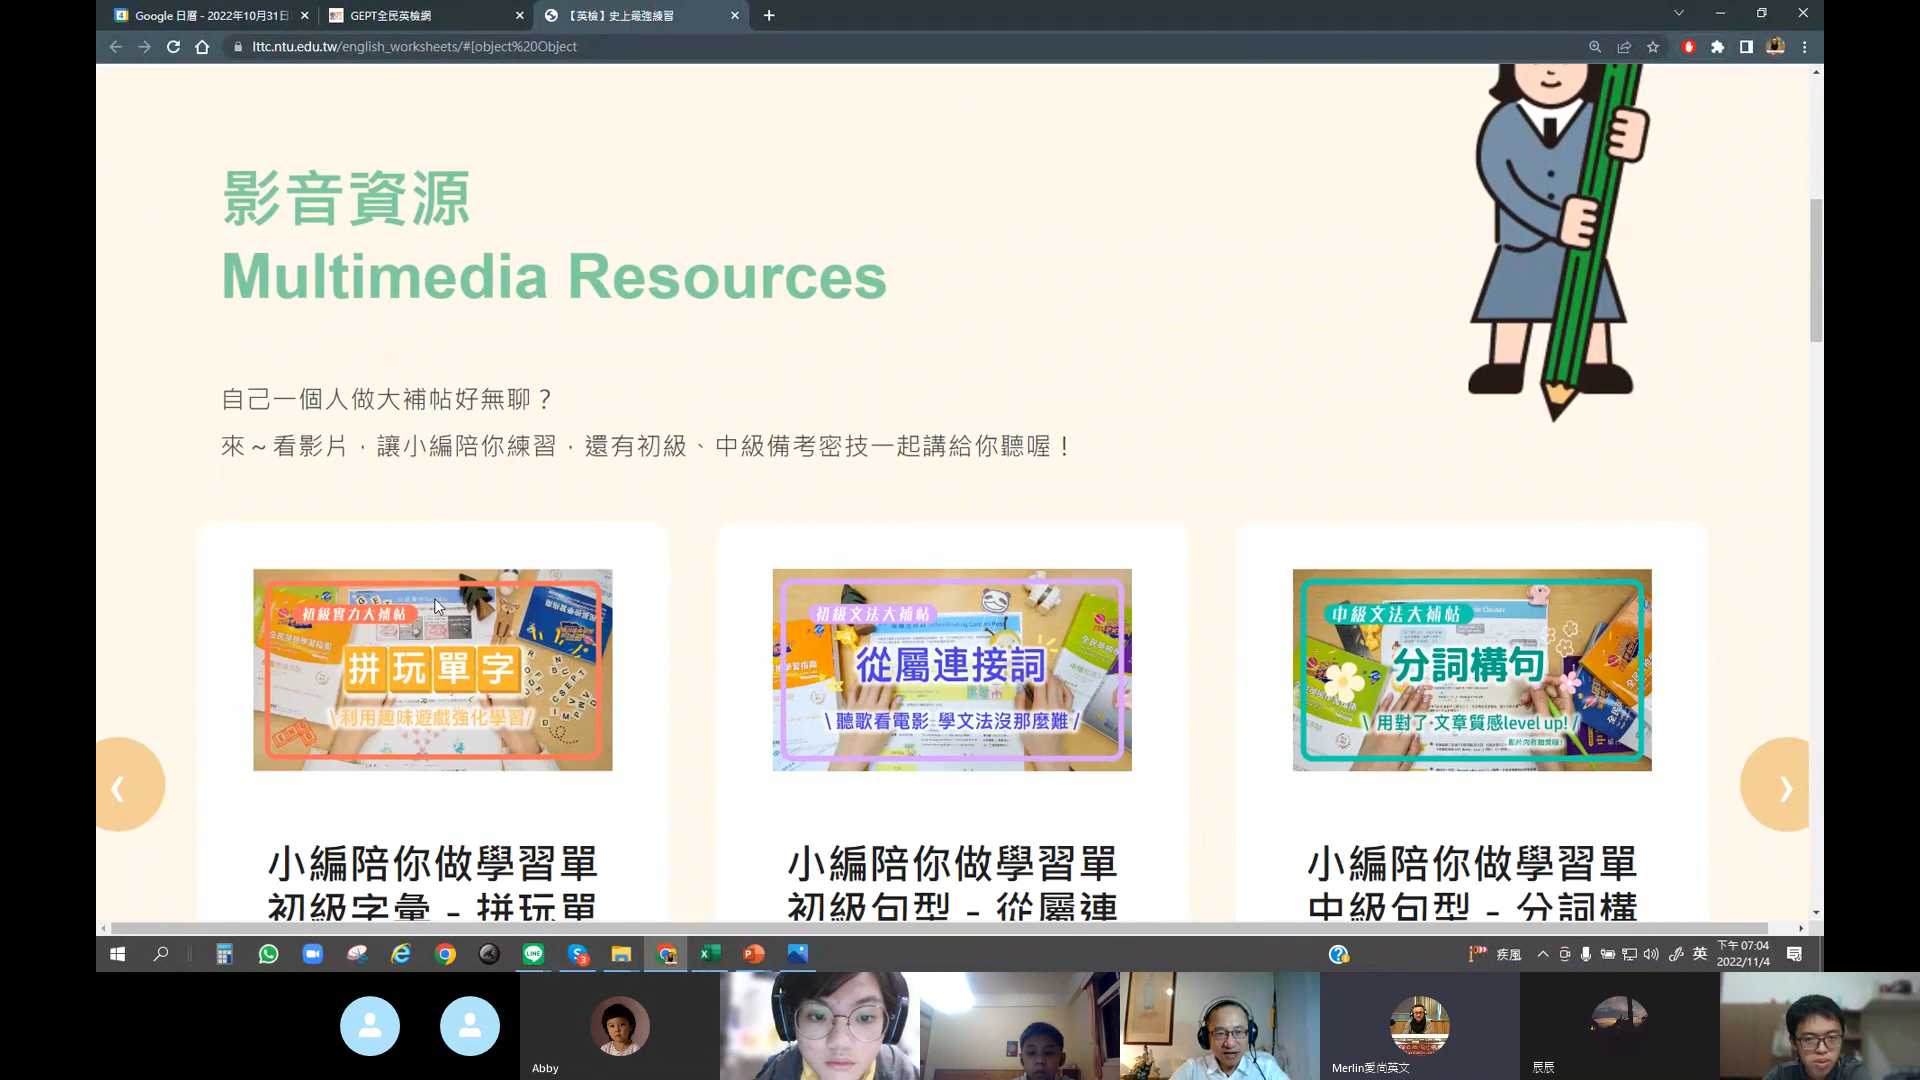 Google 日曆 - 2022年10月31日
GEPT全民英檢網
【英檢】史上最強練習
lttc.ntu.edu.tw/english_worksheets/#[object%20Object
影音資源
Multimedia Resources
自己一個人做大補帖好無聊？
來～看影片，讓小編陪你練習，還有初級、中級備考密技一起講給你聽喔！
初級實力大補帖
拼玩單字
\利用趣味遊戲強化學習/
初級文法大補帖
從屬連接詞
\聽歌看電影 學文法沒那麼難/
中級文法大補帖
分詞構句
\ 用對了 文章質感level up! /
小編陪你做學習單
初級字彙 - 拼玩單
小編陪你做學習單
初級句型 - 從屬連
小編陪你做學習單
中級句型 - 分詞構
LINE
3
疾風
英
下午 07:04
2022/11/4
Abby
Merlin愛尚英文
辰辰